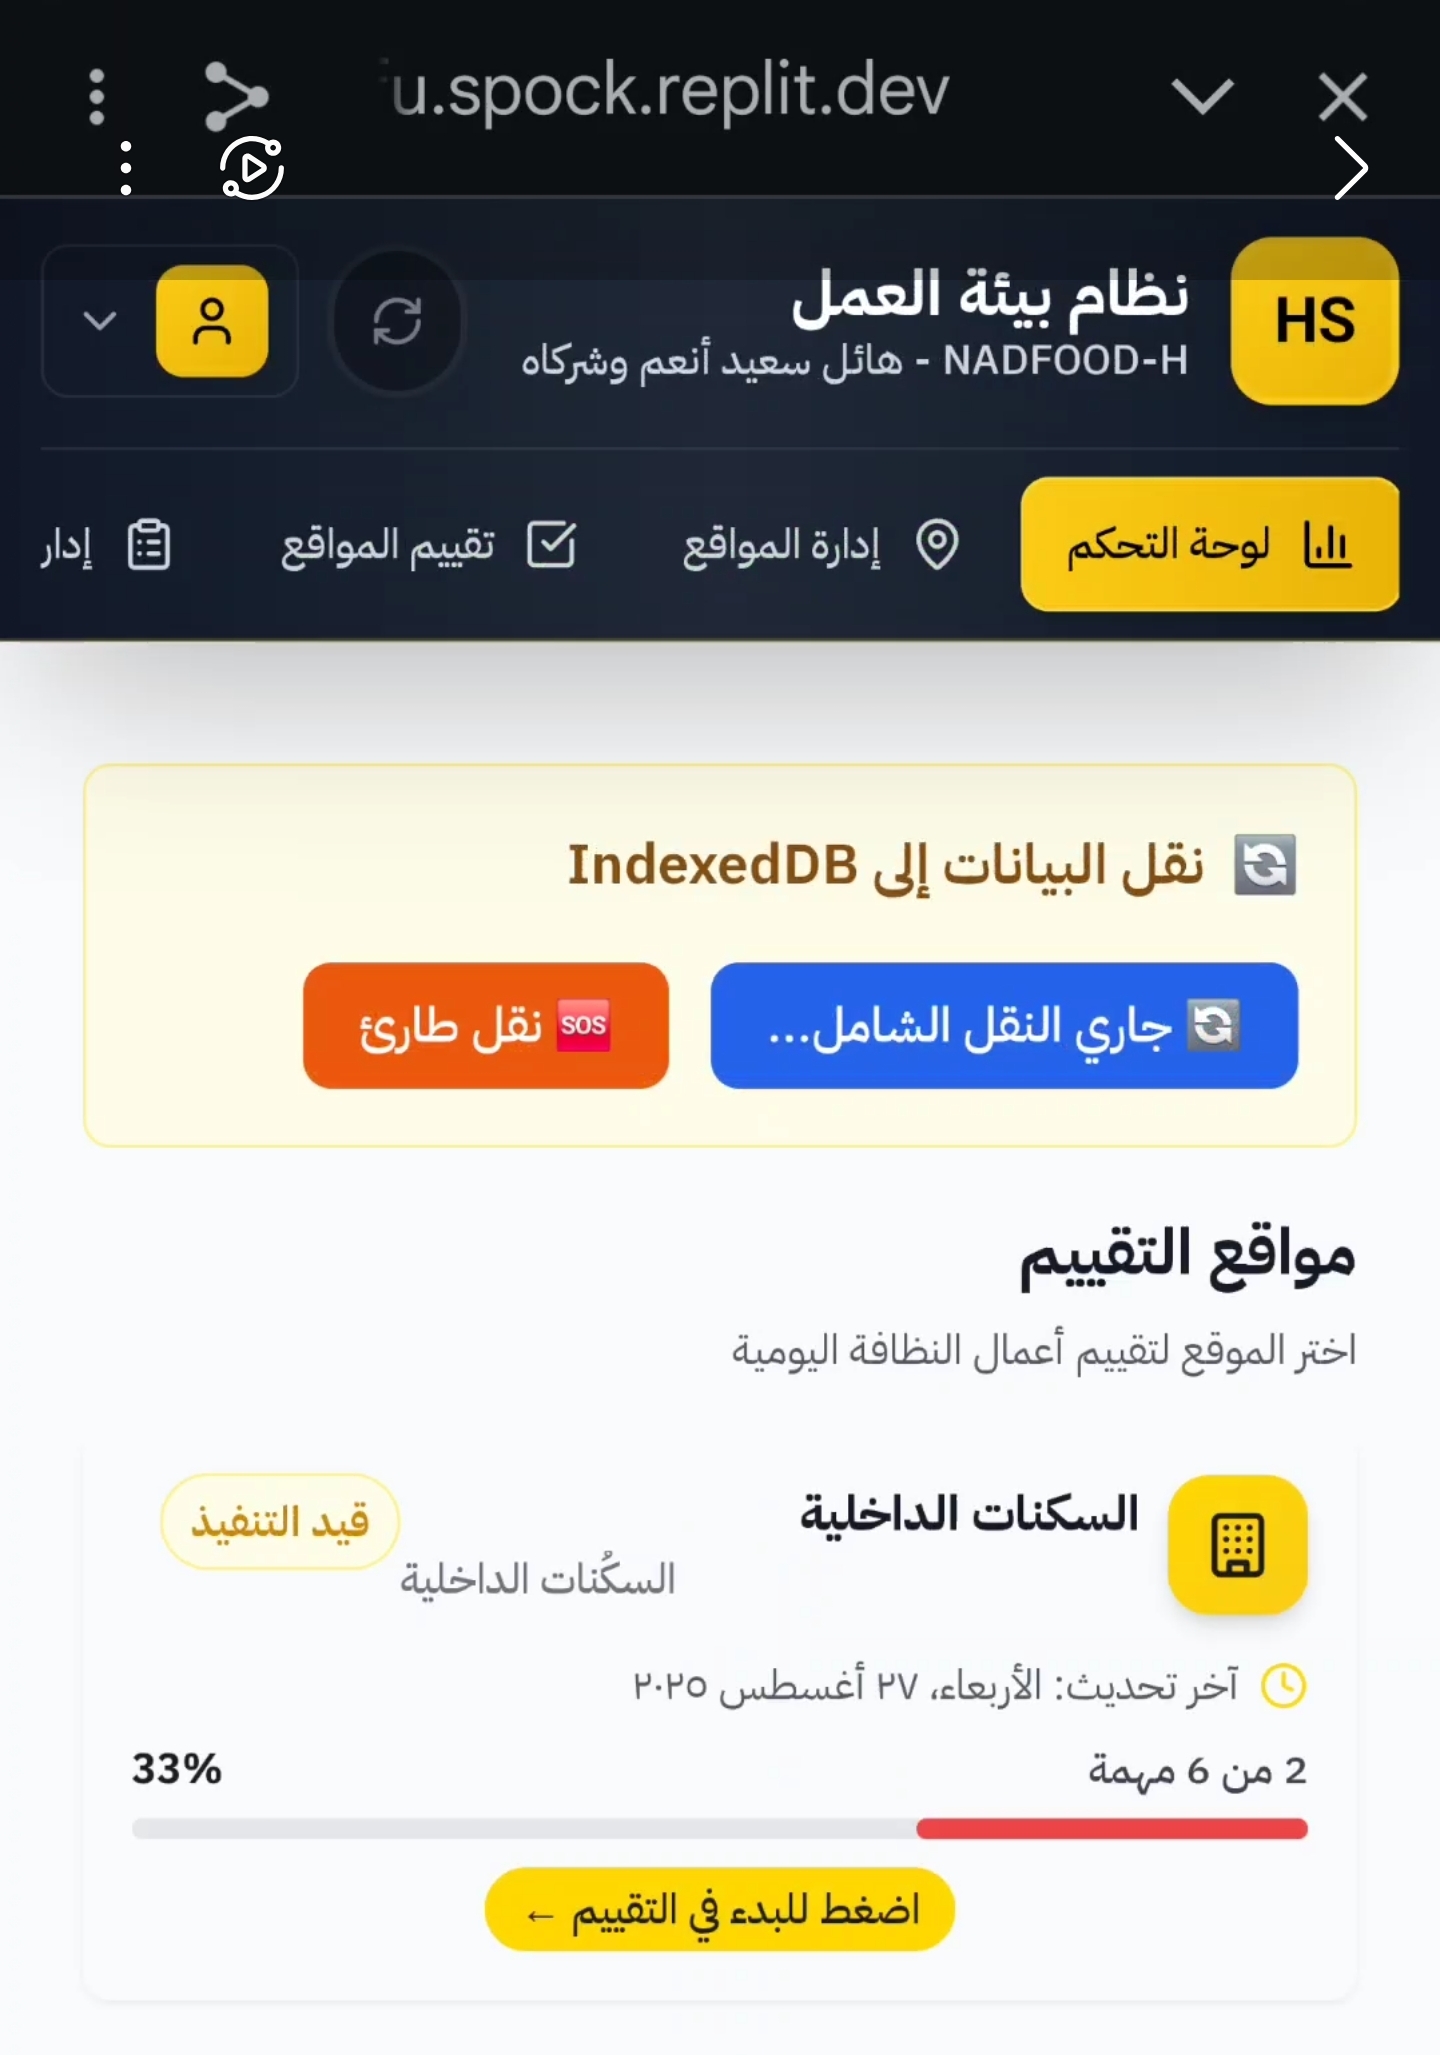 u.spock.replit.dev
HS
نظام بيئة العمل
NADFOOD-H - هائل سعيد أنعم وشركاه
لوحة التحكم
إدارة المواقع
تقييم المواقع
إدار
نقل البيانات إلى IndexedDB
جاري النقل الشامل...
SOS نقل طارئ
مواقع التقييم
اختر الموقع لتقييم أعمال النظافة اليومية
السكنات الداخلية
قيد التنفيذ
السكُنات الداخلية
آخر تحديث: الأربعاء، ٢٧ أغسطس ٢٠٢٥
2 من 6 مهمة
33%
اضغط للبدء في التقييم ←